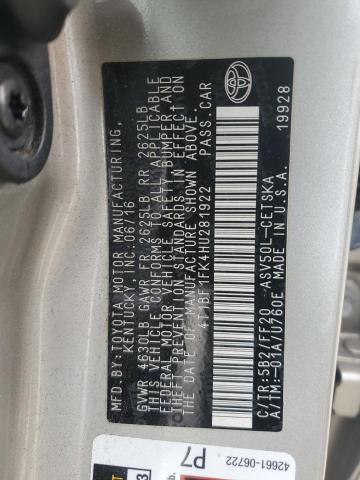 MFD BY:
TOYOTA MOTOR MANUFACTURING,
KENTUCKY, INC. 06/16
GVWR 4630LB GAWR FR 2625LB RR 2625LB
THIS VEHICLE CONFORMS TO ALL APPLICABLE
FEDERAL MOTOR VEHICLE SAFETY, BUMPER, AND
THEFT PREVENTION STANDARDS IN EFFECT ON
THE DATE OF MANUFACTURE SHOWN ABOVE.
4T1BF1FK4HU281922 PASS. CAR
TOYOTA
C/TR:5B2/FF20 ASV50L-CETSKA
A/TM:-01A/U760E MADE IN U.S.A.
19928
42661-06722
P7